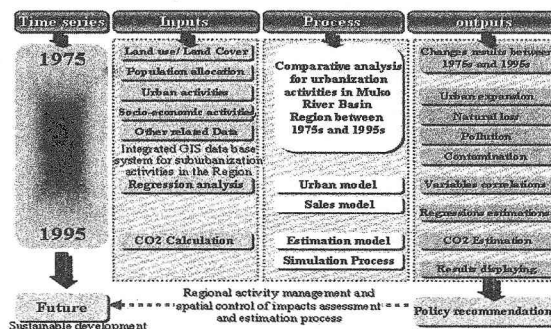 Time series
Inputs
Process
outputs
1975
1995
Future
Sustainable development
Land use/ Land Cover
Population allocation
Urban activities
Socio-economic activities
Other related Data
Integrated GIS data base
system for suburbanization
activities in the Region
Regression analysis
CO2 Calculation
Comparative analysis
for urbanization
activities in Muko
River Basin
Region between
1975s and 1995s
Urban model
Sales model
Estimation model
Simulation Process
Changes results between
1975s and 1995s
Urban expansion
Natural loss
Pollution
Contamination
Variables correlations
Regressions estimations
CO2 Estimation
Results displaying
Policy recommendation
Regional activity management and
spatial control of impacts assessment
and estimation process